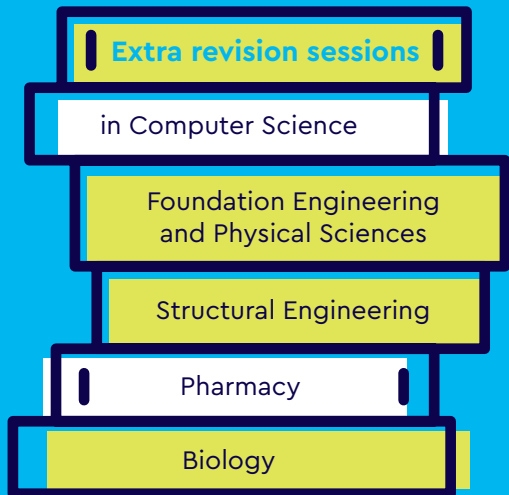 Extra revision sessions
in Computer Science
Foundation Engineering
and Physical Sciences
Structural Engineering
Pharmacy
Biology